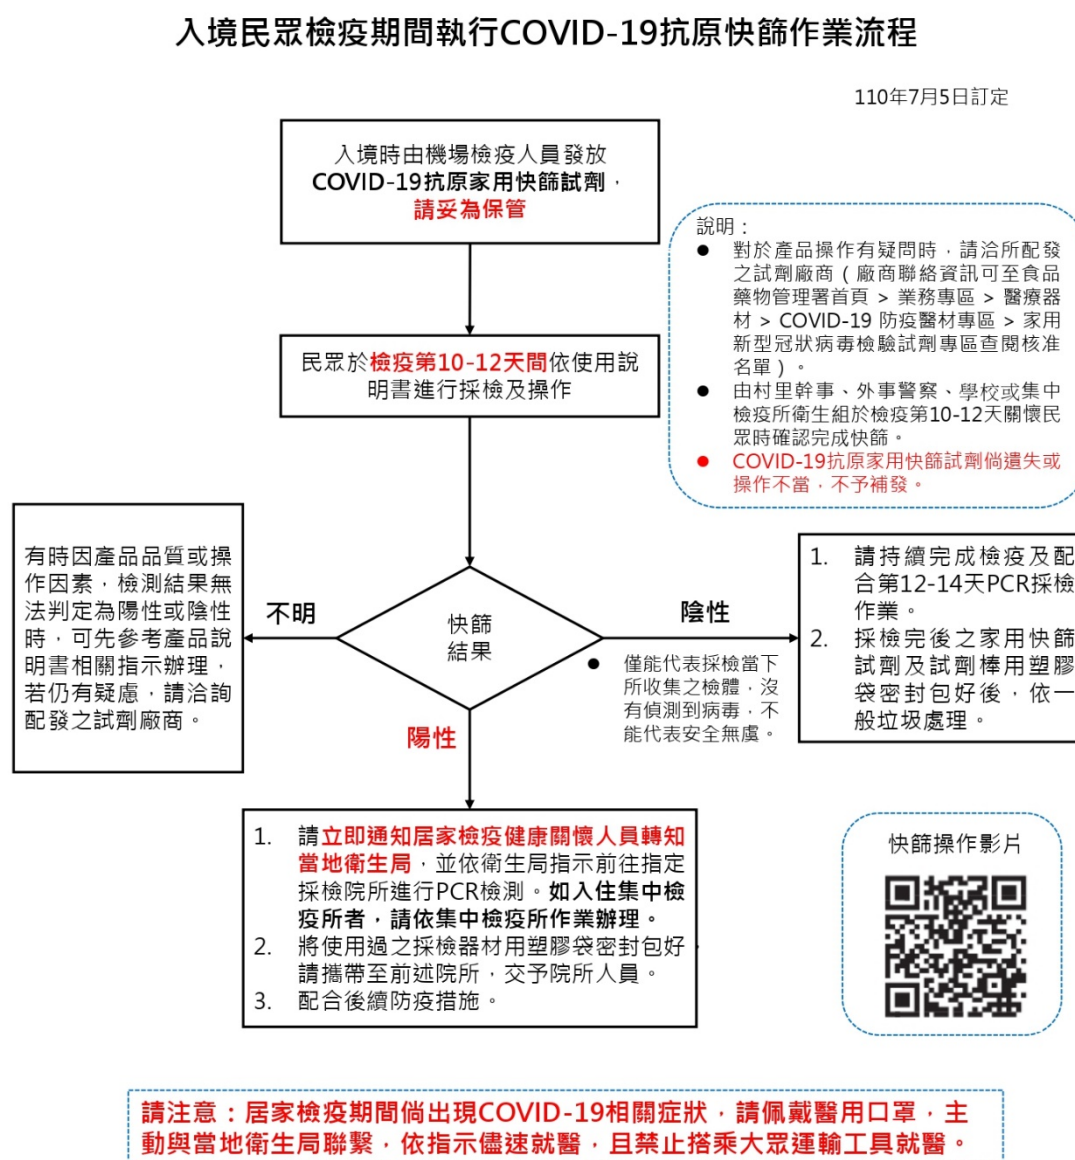 入境民眾檢疫期間執行COVID-19抗原快篩作業流程
110年7月5日訂定
入境時由機場檢疫人員發放
COVID-19抗原家用快篩試劑，
請妥為保管
說明：
● 對於產品操作有疑問時，請洽所配發
之試劑廠商（廠商聯絡資訊可至食品
藥物管理署首頁 > 業務專區 > 醫療器
材 > COVID-19 防疫醫材專區 > 家用
新型冠狀病毒檢驗試劑專區查閱核准
名單）。
● 由村里幹事、外事警察、學校或集中
檢疫所衛生組於檢疫第10-12天關懷民
眾時確認完成快篩。
● COVID-19抗原家用快篩試劑倘遺失或
操作不當，不予補發。
民眾於檢疫第10-12天間依使用說
明書進行採檢及操作
有時因產品品質或操
作因素，檢測結果無
法判定為陽性或陰性
時，可先參考產品說
明書相關指示辦理，
若仍有疑慮，請洽詢
配發之試劑廠商。
不明
快篩
結果
陰性
● 僅能代表採檢當下
所收集之檢體，沒
有偵測到病毒，不
能代表安全無虞。
1. 請持續完成檢疫及配
合第12-14天PCR採檢
作業。
2. 採檢完後之家用快篩
試劑及試劑棒用塑膠
袋密封包好後，依一
般垃圾處理。
陽性
1. 請立即通知居家檢疫健康關懷人員轉知
當地衛生局，並依衛生局指示前往指定
採檢院所進行PCR檢測。如入住集中檢
疫所者，請依集中檢疫所作業辦理。
2. 將使用過之採檢器材用塑膠袋密封包好
請攜帶至前述院所，交予院所人員。
3. 配合後續防疫措施。
快篩操作影片
請注意：居家檢疫期間倘出現COVID-19相關症狀，請佩戴醫用口罩，主
動與當地衛生局聯繫，依指示儘速就醫，且禁止搭乘大眾運輸工具就醫。